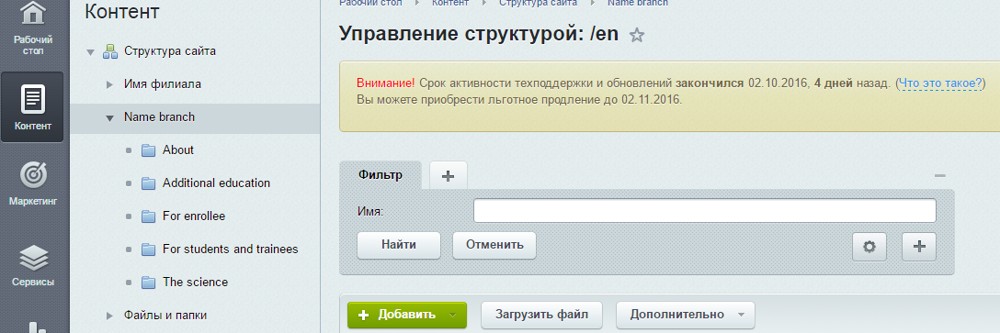 Рабочий стол
Контент
Маркетинг
Сервисы
Контент
Структура сайта
Имя филиала
Name branch
About
Additional education
For enrollee
For students and trainees
The science
Файлы и папки
Рабочий стол Контент Структура сайта Name branch
Управление структурой: /en
Внимание! Срок активности техподдержки и обновлений закончился 02.10.2016, 4 дней назад. (Что это такое?)
Вы можете приобрести льготное продление до 02.11.2016.
Фильтр
Имя:
Найти Отменить
Добавить Загрузить файл Дополнительно